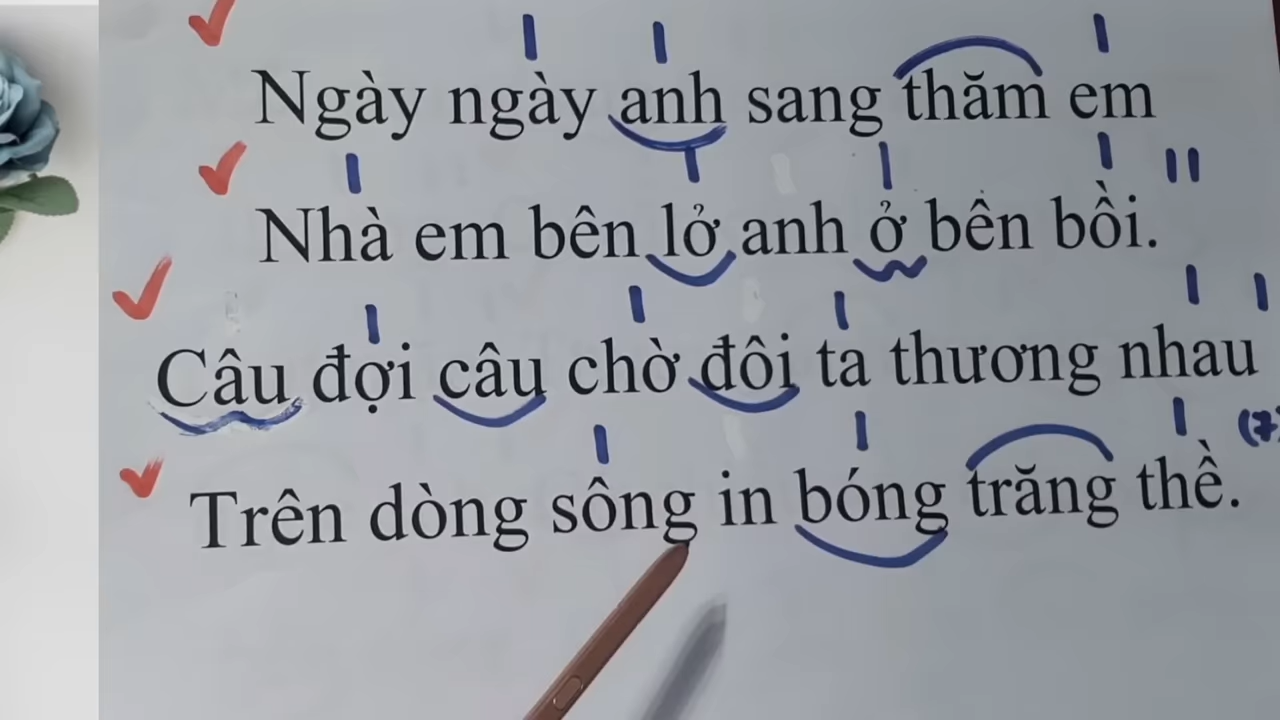 Ngày ngày anh sang thăm em
Nhà em bên lở anh ở bên bồi.
Câu đợi câu chờ đôi ta thương nhau
(7)
Trên dòng sông in bóng trăng thề.